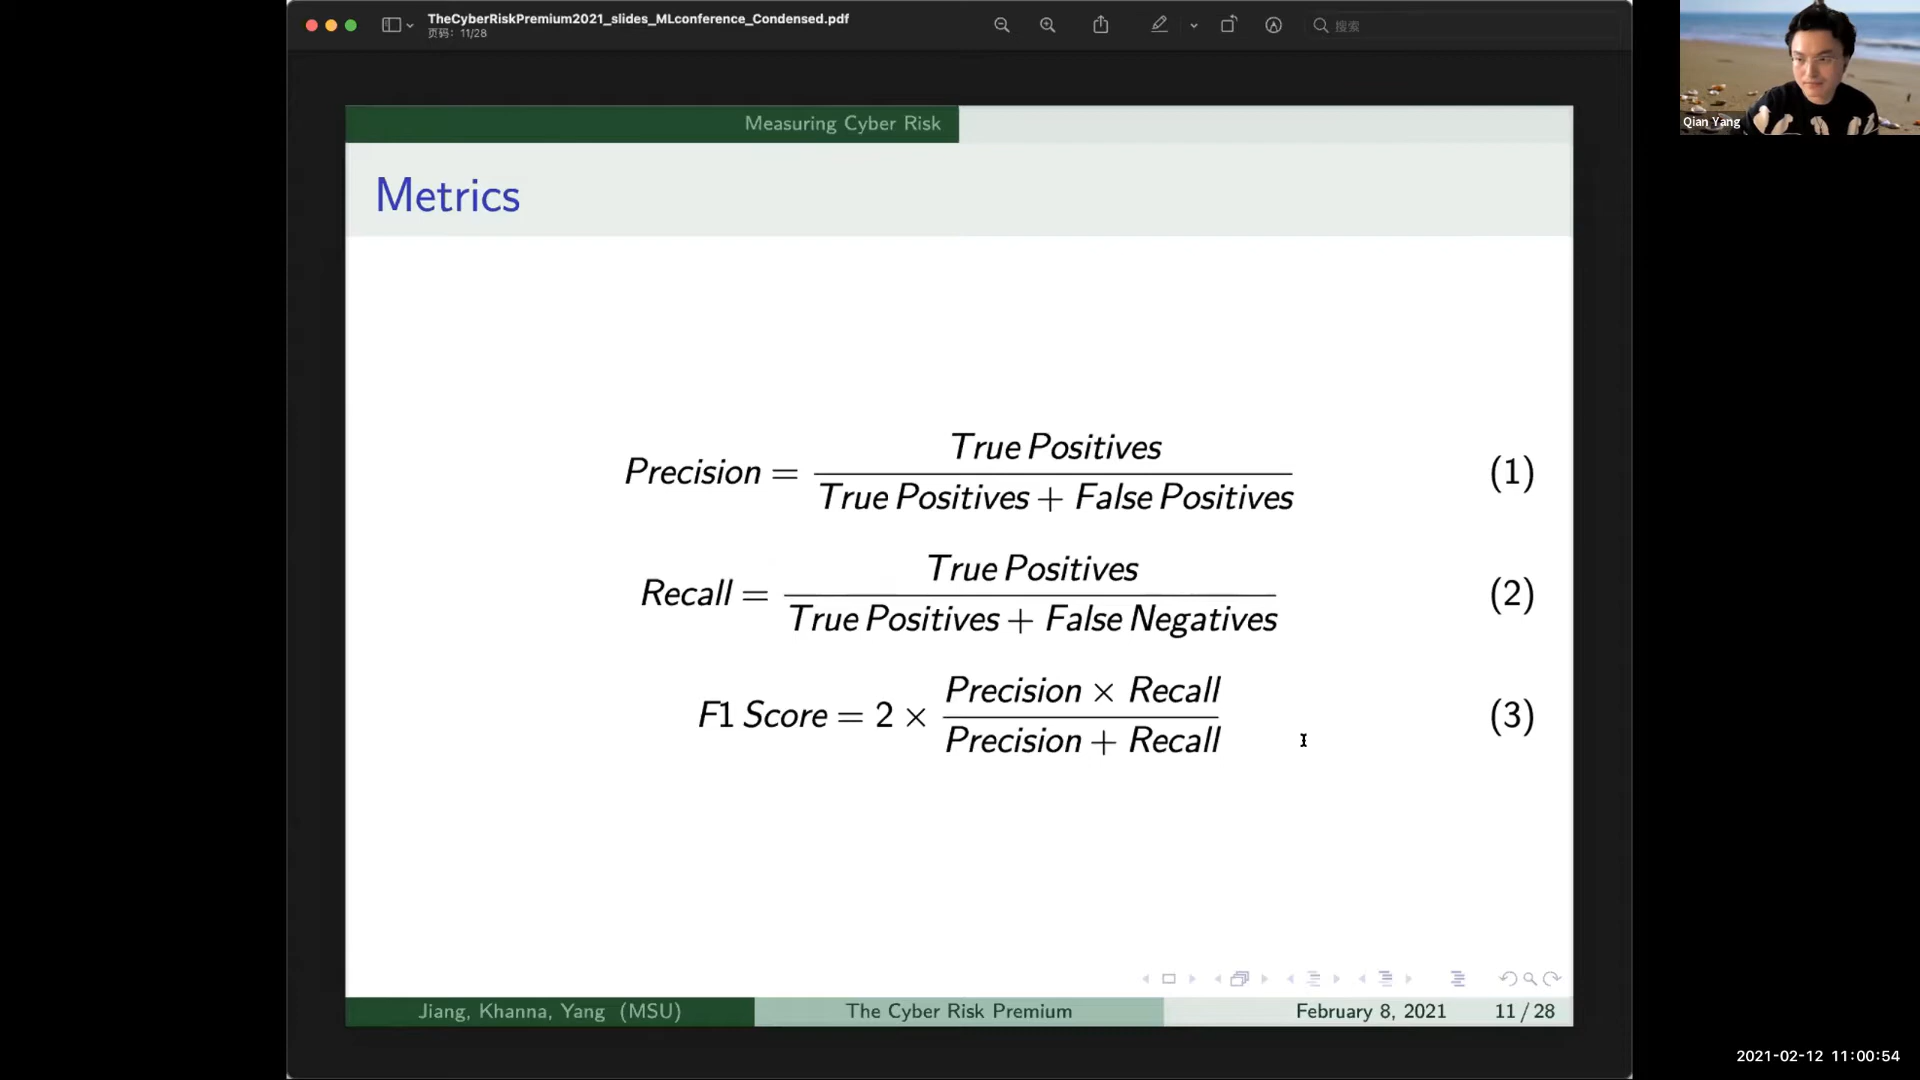 TheCyberRiskPremium2021_slides_MLconference_Condensed.pdf
页码：11/28
搜索
Qian Yang
Measuring Cyber Risk
Metrics
Precision = True Positives / True Positives + False Positives (1)
Recall = True Positives / True Positives + False Negatives (2)
F1 Score = 2 × Precision × Recall / Precision + Recall (3)
Jiang, Khanna, Yang (MSU) The Cyber Risk Premium February 8, 2021 11 / 28
2021-02-12 11:00:54